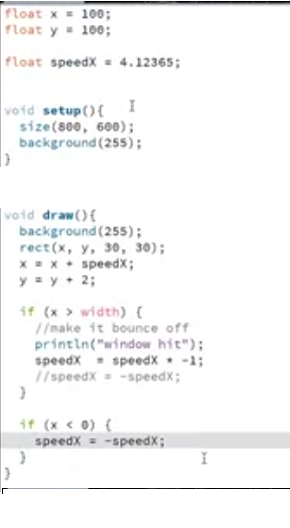 float x = 100;
float y = 100;
float speedX = 4.12365;
void setup(){
size(800, 600);
background(255);
}
void draw(){
background(255);
rect(x, y, 30, 30);
x = x + speedX;
y = y + 2;
if (x > width) {
//make it bounce off
println("window hit");
speedX = speedX * -1;
//speedX = -speedX;
}
if (x < 0) {
speedX = -speedX;
}
}